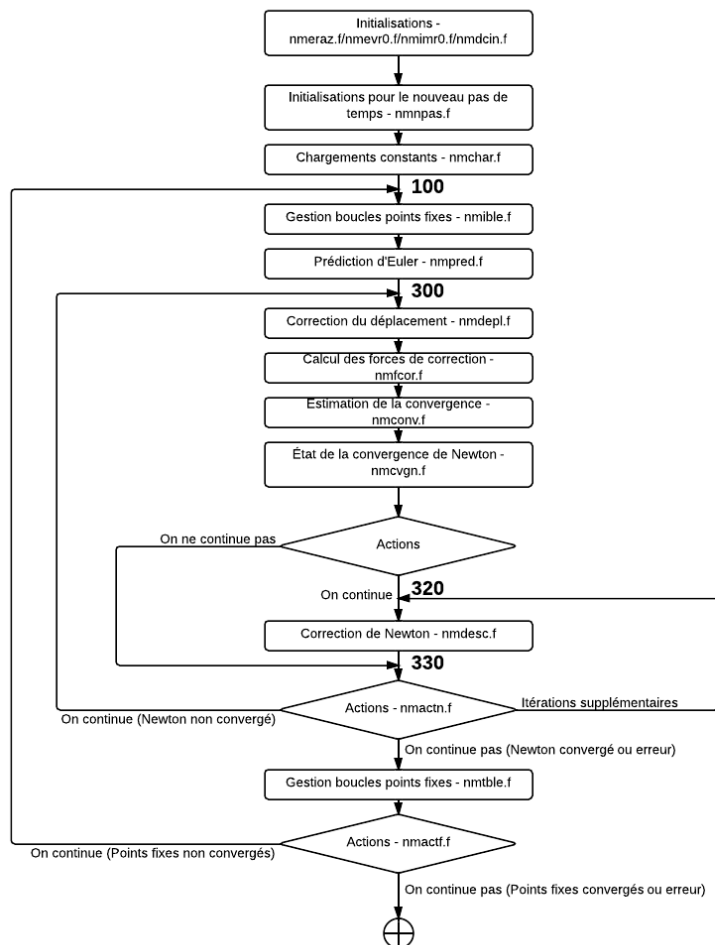 Initialisations -
nmeraz.f/nmevr0.f/nmimr0.f/nmdcin.f
Initialisations pour le nouveau pas de
temps - nmnpas.f
Chargements constants - nmchar.f
100
Gestion boucles points fixes - nmible.f
Prédiction d'Euler - nmpred.f
300
Correction du déplacement - nmdepl.f
Calcul des forces de correction -
nmfcor.f
Estimation de la convergence -
nmconv.f
État de la convergence de Newton -
nmcvgn.f
On ne continue pas
Actions
On continue
320
Correction de Newton - nmdesc.f
330
Actions - nmactn.f
Itérations supplémentaires
On continue (Newton non convergé)
On continue pas (Newton convergé ou erreur)
Gestion boucles points fixes - nmtble.f
Actions - nmactf.f
On continue (Points fixes non convergés)
On continue pas (Points fixes convergés ou erreur)